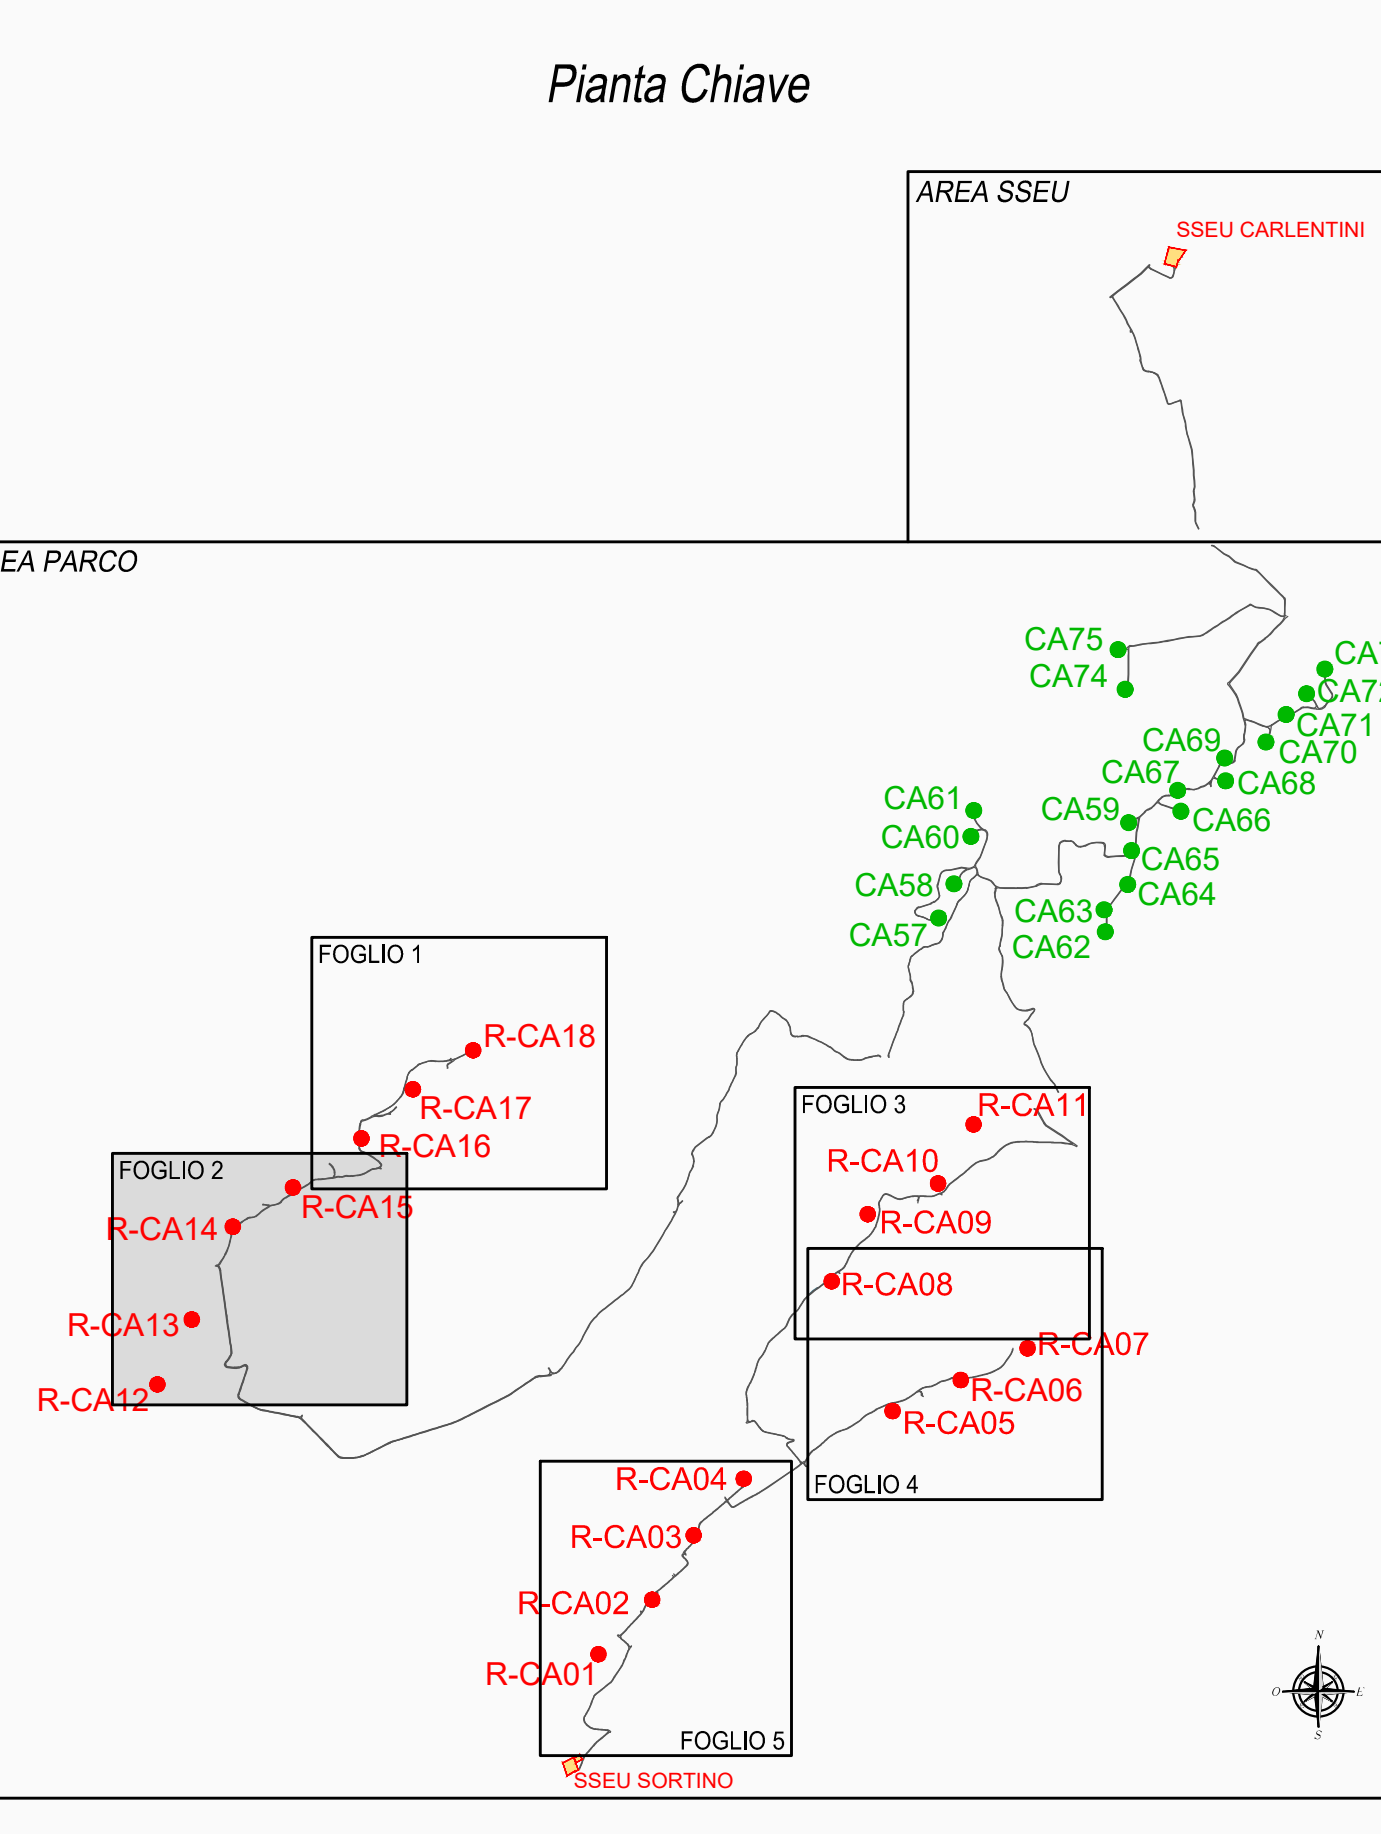 Pianta Chiave
AREA SSEU
SSEU CARLENTINI
EA PARCO
CA75
CA74
CA7
CA72
CA71
CA70
CA69
CA68
CA67
CA66
CA61
CA59
CA60
CA65
CA58
CA64
CA63
CA57
CA62
FOGLIO 1
R-CA18
R-CA17
R-CA16
FOGLIO 2
R-CA15
R-CA14
R-CA13
R-CA12
FOGLIO 3
R-CA11
R-CA10
R-CA09
R-CA08
R-CA07
R-CA06
R-CA05
FOGLIO 4
R-CA04
R-CA03
R-CA02
R-CA01
FOGLIO 5
SSEU SORTINO
N
O
E
S